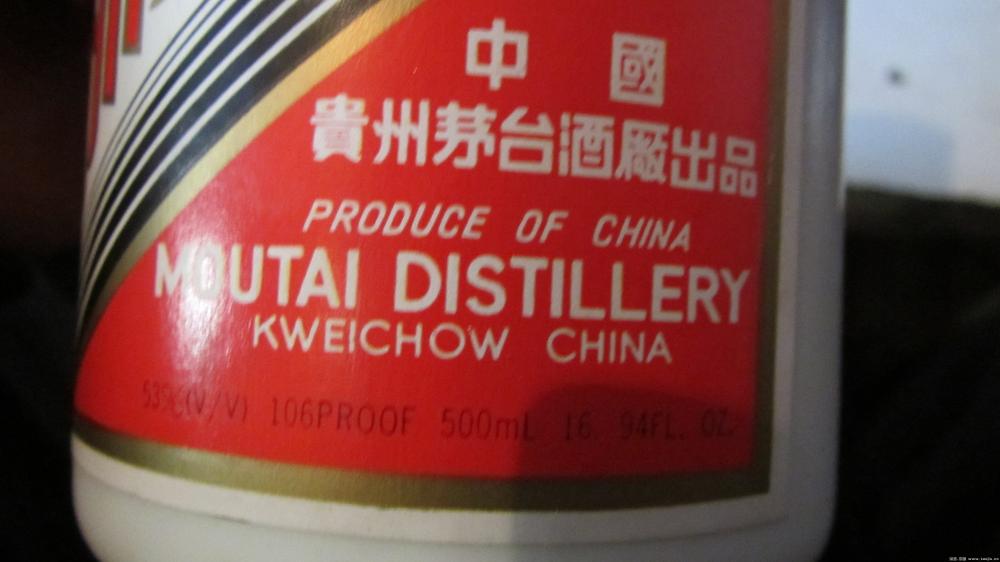 中 國
貴州茅台酒廠出品
PRODUCE OF CHINA
MOUTAI DISTILLERY
KWEICHOW CHINA
53%(V/V) 106PROOF 500mL 16. 94FL. OZ.